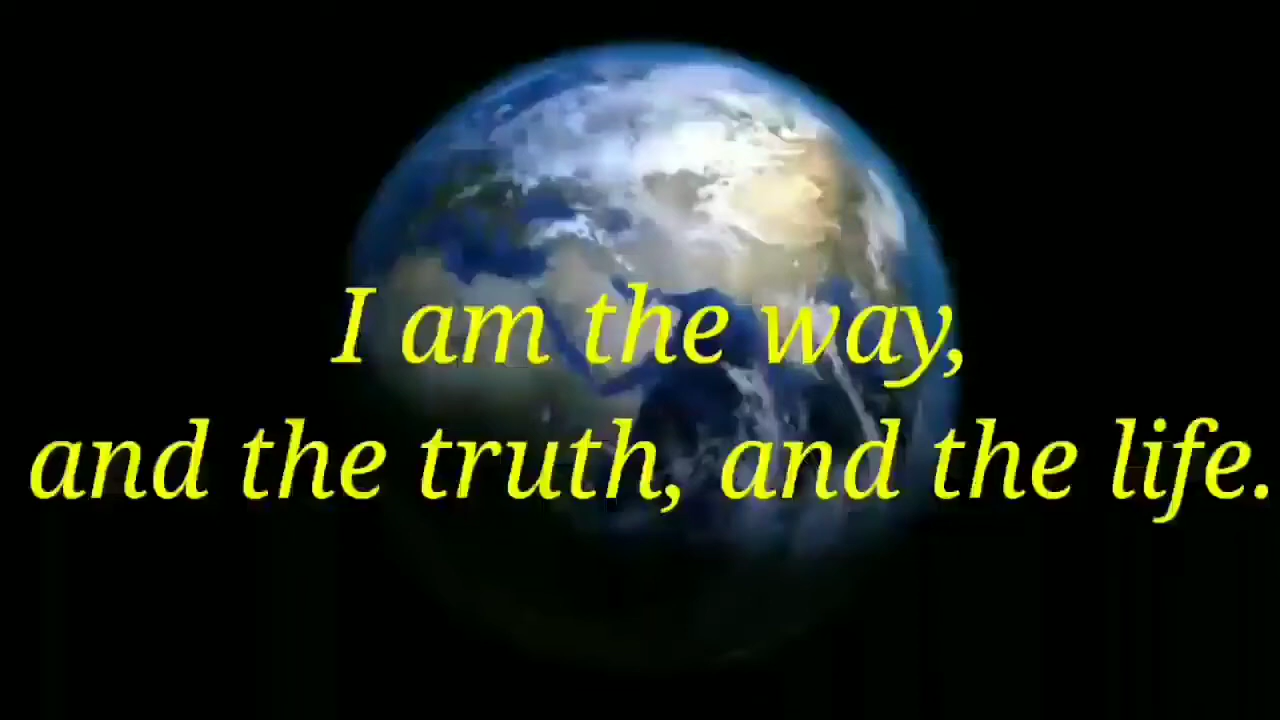 I am the way,
and the truth, and the life.